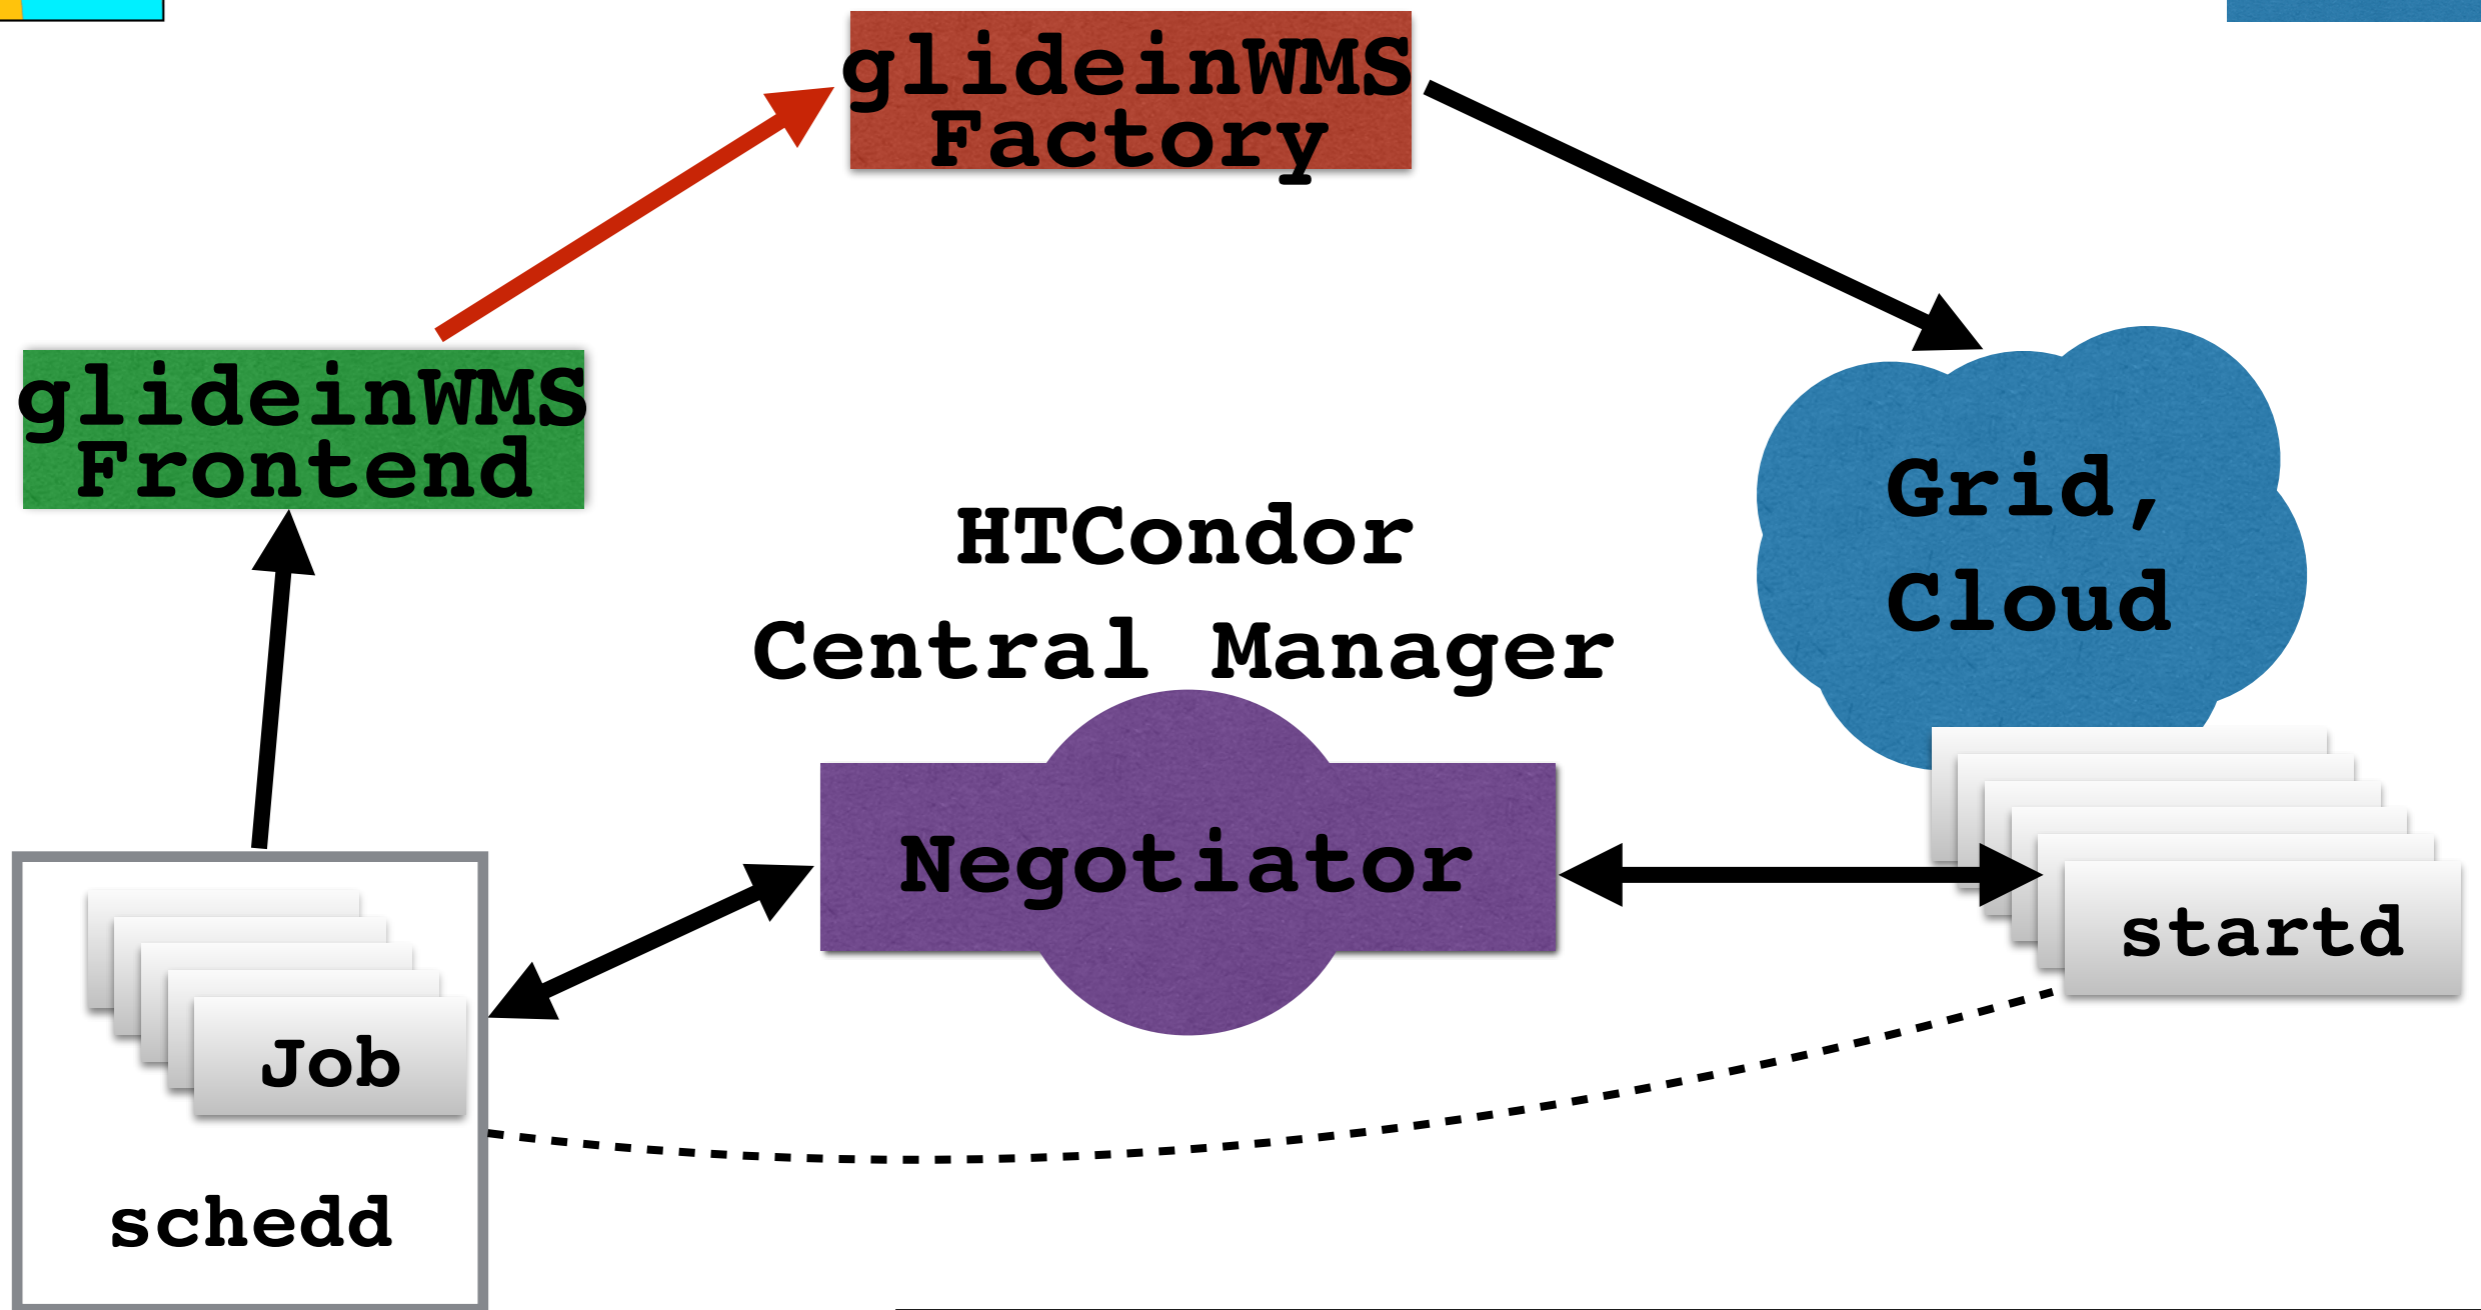 glideinWMS
Factory
glideinWMS
Frontend
HTCondor
Central Manager
Grid,
Cloud
Negotiator
startd
Job
schedd